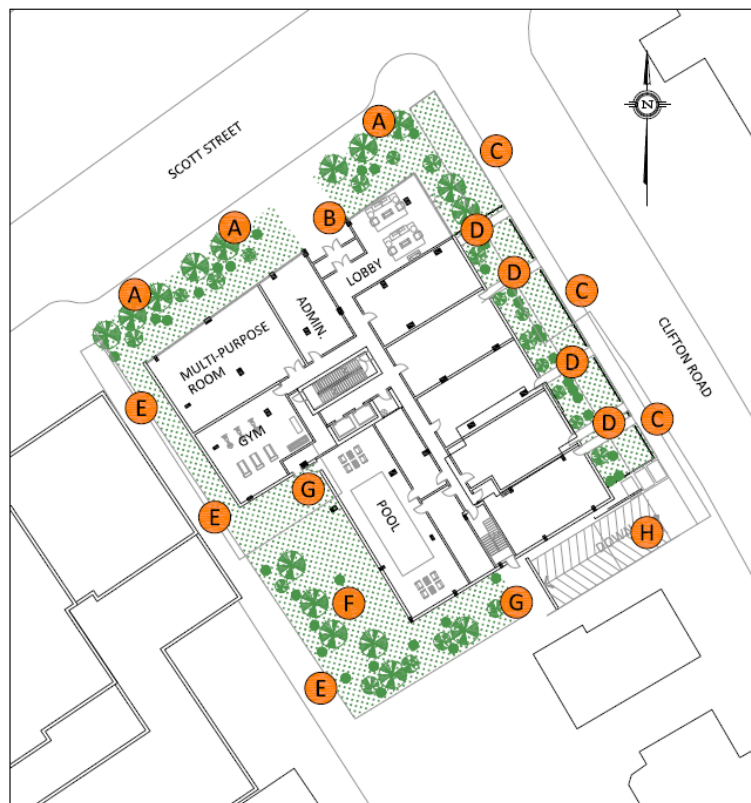 A
C
SCOTT STREET
N
A
B
D
LOBBY
D
A
C
ADMIN.
MULTI-PURPOSE
ROOM
CLIFTON ROAD
D
E
D
C
GYM
G
E
POOL
H
DOWN
F
G
E